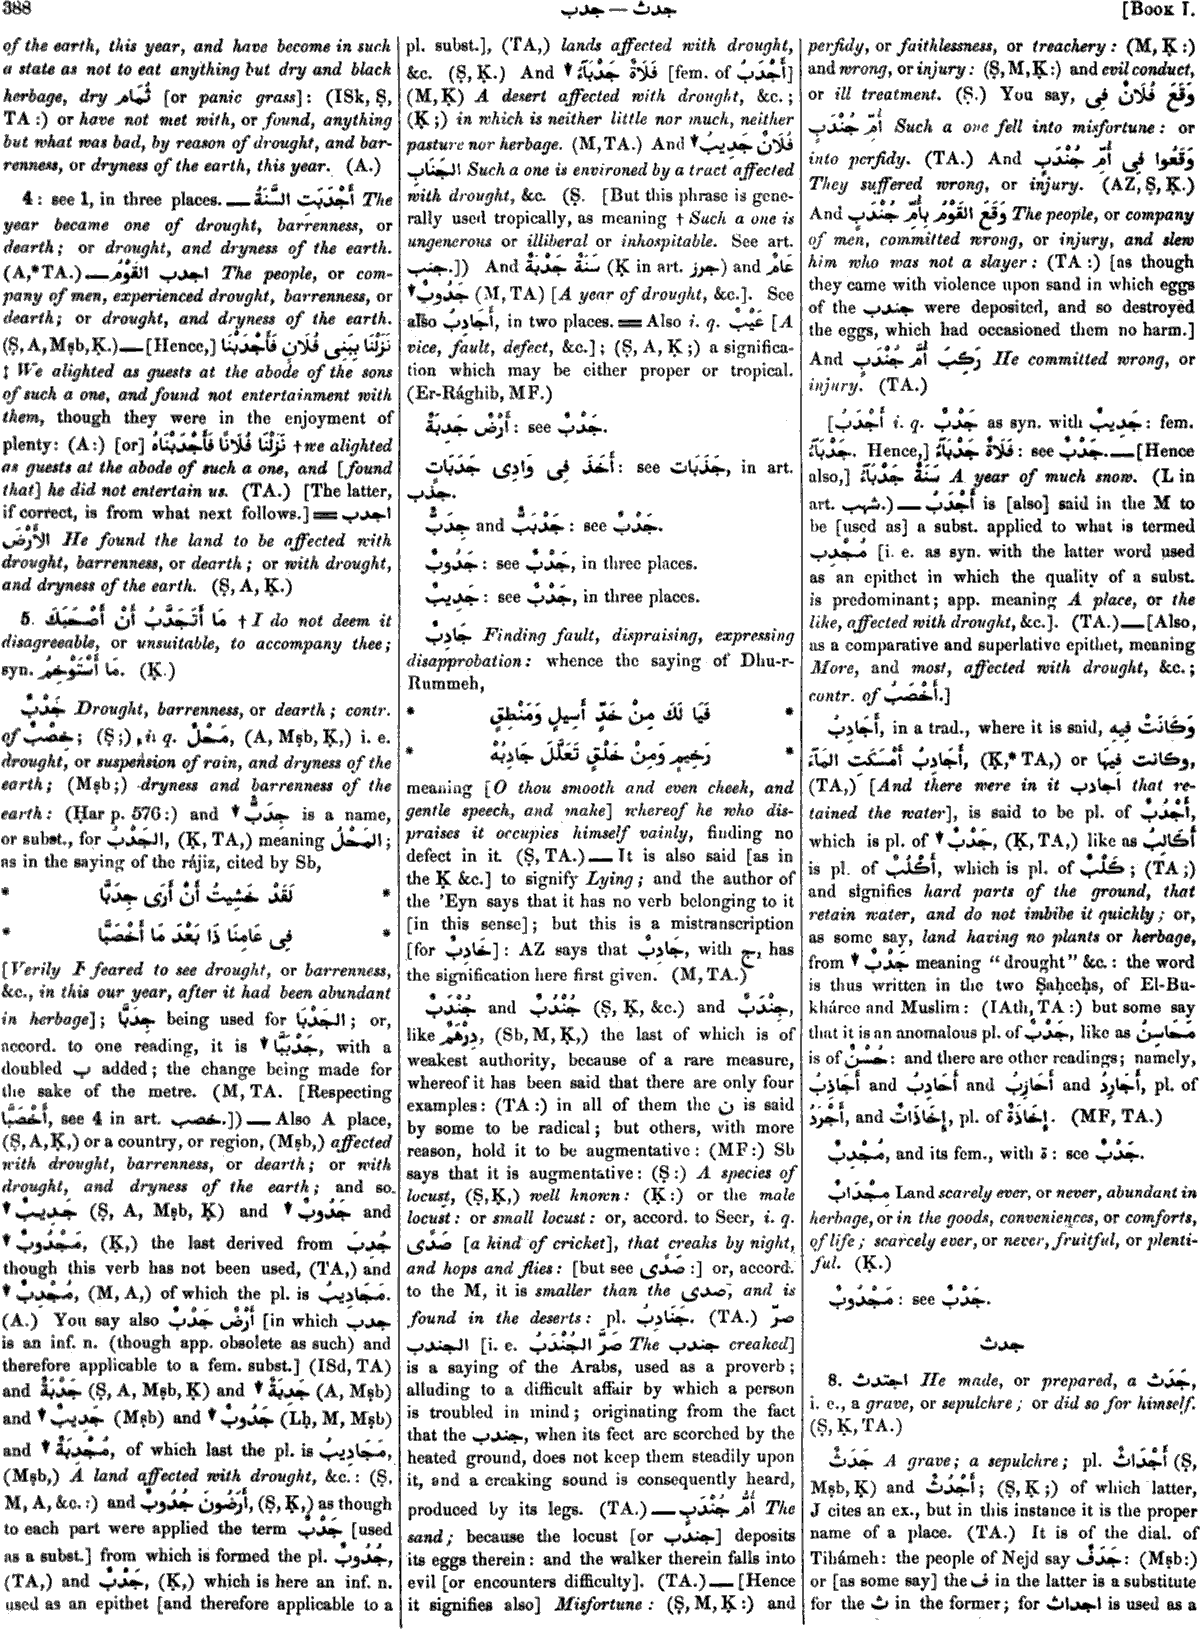 388
جدب — جدث
[BOOK I.
of the earth, this year, and have become in such
a state as not to eat anything but dry and black
herbage, dry ثُمَام [or panic grass]: (ISk, Ṣ,
TA:) or have not met with, or found, anything
but what was bad, by reason of drought, and bar-
renness, or dryness of the earth, this year. (A.)
4: see 1, in three places. — أَجْدَبَتِ السَّنَةُ The
year became one of drought, barrenness, or
dearth; or drought, and dryness of the earth.
(A,* TA.) — اجدب القَوْمُ The people, or com-
pany of men, experienced drought, barrenness, or
dearth; or drought, and dryness of the earth.
(Ṣ, A, Mṣb, Ḳ.) — [Hence,] نَزَلْنَا بِبَنِى فُلَانٍ فَأَجْدَبْنَا
‡ We alighted as guests at the abode of the sons
of such a one, and found not entertainment with
them, though they were in the enjoyment of
plenty: (A:) [or] نَزَلْنَا فُلَانًا فَأَجْدَبْنَاهُ † we alighted
as guests at the abode of such a one, and [found
that] he did not entertain us. (TA.) [The latter,
if correct, is from what next follows.] = اجدب
الأَرْضَ He found the land to be affected with
drought, barrenness, or dearth; or with drought,
and dryness of the earth. (Ṣ, A, Ḳ.)
5. مَا أَتَجَدَّبُ أَنْ أَصْحَبَكَ † I do not deem it
disagreeable, or unsuitable, to accompany thee;
syn. مَا أَسْتَوْخِمُ. (Ḳ.)
جَدْبٌ Drought, barrenness, or dearth; contr.
of خِصْبٌ; (Ṣ;) i. q. مَحْلٌ, (A, Mṣb, Ḳ,) i. e.
drought, or suspension of rain, and dryness of the
earth; (Mṣb;) dryness and barrenness of the
earth: (Ḥar p. 576:) and ▼ جِدَبٌّ is a name,
or subst., for الجَدْبُ, (Ḳ, TA,) meaning المَحْلُ;
as in the saying of the rájiz, cited by Sb,
* لَقَدْ خَشِيتُ أَنْ أَرَى جِدَبَّا *
* فِى عَامِنَا ذَا بَعْدَ مَا أَخْصَبَّا *
[Verily I feared to see drought, or barrenness,
&c., in this our year, after it had been abundant
in herbage]; جِدَبَّا being used for الجَدْبَا; or,
accord. to one reading, it is ▼ جَدْبَبَّا, with a
doubled ب added; the change being made for
the sake of the metre. (M, TA. [Respecting
أَخْصَبَّا, see 4 in art. خصب.]) — Also A place,
(Ṣ, A, Ḳ,) or a country, or region, (Mṣb,) affected
with drought, barrenness, or dearth; or with
drought, and dryness of the earth; and so
▼ جَدِيبٌ (Ṣ, A, Mṣb, Ḳ) and ▼ جَدُوبٌ and
▼ مَجْدُوبٌ, (Ḳ,) the last derived from جُدِبَ
though this verb has not been used, (TA,) and
▼ مُجْدِبٌ, (M, A,) of which the pl. is مَجَادِيبُ.
(A.) You say also أَرْضٌ جَدْبٌ [in which جدب
is an inf. n. (though app. obsolete as such) and
therefore applicable to a fem. subst.] (ISd, TA)
and جَدْبَةٌ (Ṣ, A, Mṣb, Ḳ) and ▼ جَدِبَةٌ (A, Mṣb)
and ▼ جَدِيبٌ (Mṣb) and ▼ جَدُوبٌ (Lḥ, M, Mṣb)
and ▼ مُجْدِبَةٌ, of which last the pl. is مَجَادِيبُ,
(Mṣb,) A land affected with drought, &c.: (Ṣ,
M, A, &c.:) and أَرَضُونَ جُدُوبٌ, (Ṣ, Ḳ,) as though
to each part were applied the term جَدْبٌ [used
as a subst.] from which is formed the pl. جُدُوبٌ,
(TA,) and جَدْبٌ, (Ḳ,) which is here an inf. n.
used as an epithet [and therefore applicable to a
pl. subst.], (TA,) lands affected with drought,
&c. (Ṣ, Ḳ.) And ▼ فَلَاةٌ جَدْبَآءُ [fem. of أَجْدَبُ]
(M, Ḳ) A desert affected with drought, &c.;
(Ḳ;) in which is neither little nor much, neither
pasture nor herbage. (M, TA.) And ▼ فُلَانٌ جَدِيبُ
الجَنَابِ Such a one is environed by a tract affected
with drought, &c. (Ṣ. [But this phrase is gene-
rally used tropically, as meaning † Such a one is
ungenerous or illiberal or inhospitable. See art.
جنب.]) And سَنَةٌ جَدْبَةٌ (Ḳ in art. جرز) and عَامٌ
▼ جَدُوبٌ (M, TA) [A year of drought, &c.]. See
also أَجَادِبُ, in two places. = Also i. q. عَيْبٌ [A
vice, fault, defect, &c.]; (Ṣ, A, Ḳ;) a significa-
tion which may be either proper or tropical.
(Er-Rághib, MF.)
أَرْضٌ جَدِبَةٌ: see جَدْبٌ.
أَخَذَ فِى وَادِى جَدَبَاتٍ: see جَذَبَات, in art.
جذب.
جِدَبٌّ and جَدْبَبٌّ: see جَدْبٌ.
جَدُوبٌ: see جَدْبٌ, in three places.
جَدِيبٌ: see جَدْبٌ, in three places.
جَادِبٌ Finding fault, dispraising, expressing
disapprobation: whence the saying of Dhu-r-
Rummeh,
* فَيَا لَكَ مِنْ خَدٍّ أَسِيلٍ وَمَنْطِقٍ *
* رَخِيمٍ وَمِنْ خَلْقٍ تَعَلَّلَ جَادِبُهْ *
meaning [O thou smooth and even cheek, and
gentle speech, and make] whereof he who dis-
praises it occupies himself vainly, finding no
defect in it. (Ṣ, TA.) — It is also said [as in
the Ḳ &c.] to signify Lying; and the author of
the 'Eyn says that it has no verb belonging to it
[in this sense]; but this is a mistranscription
[for خَادِبٌ]: AZ says that جَادِبٌ, with ج, has
the signification here first given. (M, TA.)
جُنْدَبٌ and جُنْدُبٌ (Ṣ, Ḳ, &c.) and جِنْدَبٌ,
like دِرْهَمٌ, (Sb, M, Ḳ,) the last of which is of
weakest authority, because of a rare measure,
whereof it has been said that there are only four
examples: (TA:) in all of them the ن is said
by some to be radical; but others, with more
reason, hold it to be augmentative: (MF:) Sb
says that it is augmentative: (Ṣ:) A species of
locust, (Ṣ, Ḳ,) well known: (Ḳ:) or the male
locust: or small locust: or, accord. to Seer, i. q.
صَدًى [a kind of cricket], that creaks by night,
and hops and flies: [but see صَدًى:] or, accord.
to the M, it is smaller than the صدى, and is
found in the deserts: pl. جَنَادِبُ. (TA.) صرّ
الجندب [i. e. صَرَّ الجُنْدَبُ The جندب creaked]
is a saying of the Arabs, used as a proverb;
alluding to a difficult affair by which a person
is troubled in mind; originating from the fact
that the جندب, when its feet are scorched by the
heated ground, does not keep them steadily upon
it, and a creaking sound is consequently heard,
produced by its legs. (TA.) — أُمُّ جُنْدَبٍ The
sand; because the locust [or جندب] deposits
its eggs therein: and the walker therein falls into
evil [or encounters difficulty]. (TA.) — [Hence
it signifies also] Misfortune: (Ṣ, M, Ḳ:) and
perfidy, or faithlessness, or treachery: (M, Ḳ:)
and wrong, or injury: (Ṣ, M, Ḳ:) and evil conduct,
or ill treatment. (Ṣ.) You say, وَقَعَ فُلَانٌ فِى
أُمِّ جُنْدَبٍ Such a one fell into misfortune: or
into perfidy. (TA.) And وَقَعُوا فِى أُمِّ جُنْدَبٍ
They suffered wrong, or injury. (AZ, Ṣ, Ḳ.)
And وَقَعَ القَوْمُ بِأُمِّ جُنْدَبٍ The people, or company
of men, committed wrong, or injury, and slew
him who was not a slayer: (TA:) [as though
they came with violence upon sand in which eggs
of the جندب were deposited, and so destroyed
the eggs, which had occasioned them no harm.]
And رَكِبَ أُمَّ جُنْدَبٍ He committed wrong, or
injury. (TA.)
[أَجْدَبُ i. q. جَدْبٌ as syn. with جَدِيبٌ: fem.
جَدْبَآءُ. Hence,] فَلَاةٌ جَدْبَآءُ: see جَدْبٌ. — [Hence
also,] سَنَةٌ جَدْبَآءُ A year of much snow. (L in
art. شهب.) — أَجْدَبُ is [also] said in the M to
be [used as] a subst. applied to what is termed
مُجْدِب [i. e. as syn. with the latter word used
as an epithet in which the quality of a subst.
is predominant; app. meaning A place, or the
like, affected with drought, &c.]. (TA.) — [Also,
as a comparative and superlative epithet, meaning
More, and most, affected with drought, &c.;
contr. of أَخْصَبُ.]
أَجَادِبُ, in a trad., where it is said, وَكَانَتْ فِيهِ
أَجَادِبُ, (Ḳ,* TA,) or وكانت فِيهَا أَجَادِبُ أَمْسَكَتِ المَآءَ,
(TA,) [And there were in it اجادب that re-
tained the water], is said to be pl. of أَجْدُبٌ,
which is pl. of ▼ جَدْبٌ, (Ḳ, TA,) like as أَكَالِبُ
is pl. of أَكْلُبٌ, which is pl. of كَلْبٌ; (TA;)
and signifies hard parts of the ground, that
retain water, and do not imbibe it quickly; or,
as some say, land having no plants or herbage,
from ▼ جَدْبٌ meaning "drought" &c.: the word
is thus written in the two Ṣaḥeeḥs, of El-Bu-
kháree and Muslim: (IAth, TA:) but some say
that it is an anomalous pl. of جَدْبٌ, like as مَحَاسِنُ
is of حُسْنٌ: and there are other readings; namely,
أَجَاذِبُ and أَحَادِبُ and أَحَازِبُ and أَجَارِدُ, pl. of
أَجْرَدُ, and إِخَاذَاتٌ, pl. of إِخَاذَةٌ. (MF, TA.)
مُجْدِبٌ, and its fem., with ة: see جَدْبٌ.
مِجْدَابٌ Land scarcely ever, or never, abundant in
herbage, or in the goods, conveniences, or comforts,
of life; scarcely ever, or never, fruitful, or plenti-
ful. (Ḳ.)
مَجْدُوبٌ: see جَدْبٌ.
جدث
8. اجتدث He made, or prepared, a جَدَث,
i. e., a grave, or sepulchre; or did so for himself.
(Ṣ, Ḳ, TA.)
جَدَثٌ A grave; a sepulchre; pl. أَجْدَاثٌ (Ṣ,
Mṣb, Ḳ) and أَجْدُثٌ; (Ṣ, Ḳ;) of which latter,
J cites an ex., but in this instance it is the proper
name of a place. (TA.) It is of the dial. of
Tihámeh: the people of Nejd say جَدَفٌ: (Mṣb:)
or [as some say] the ف in the latter is a substitute
for the ث in the former; for اجداث is used as a